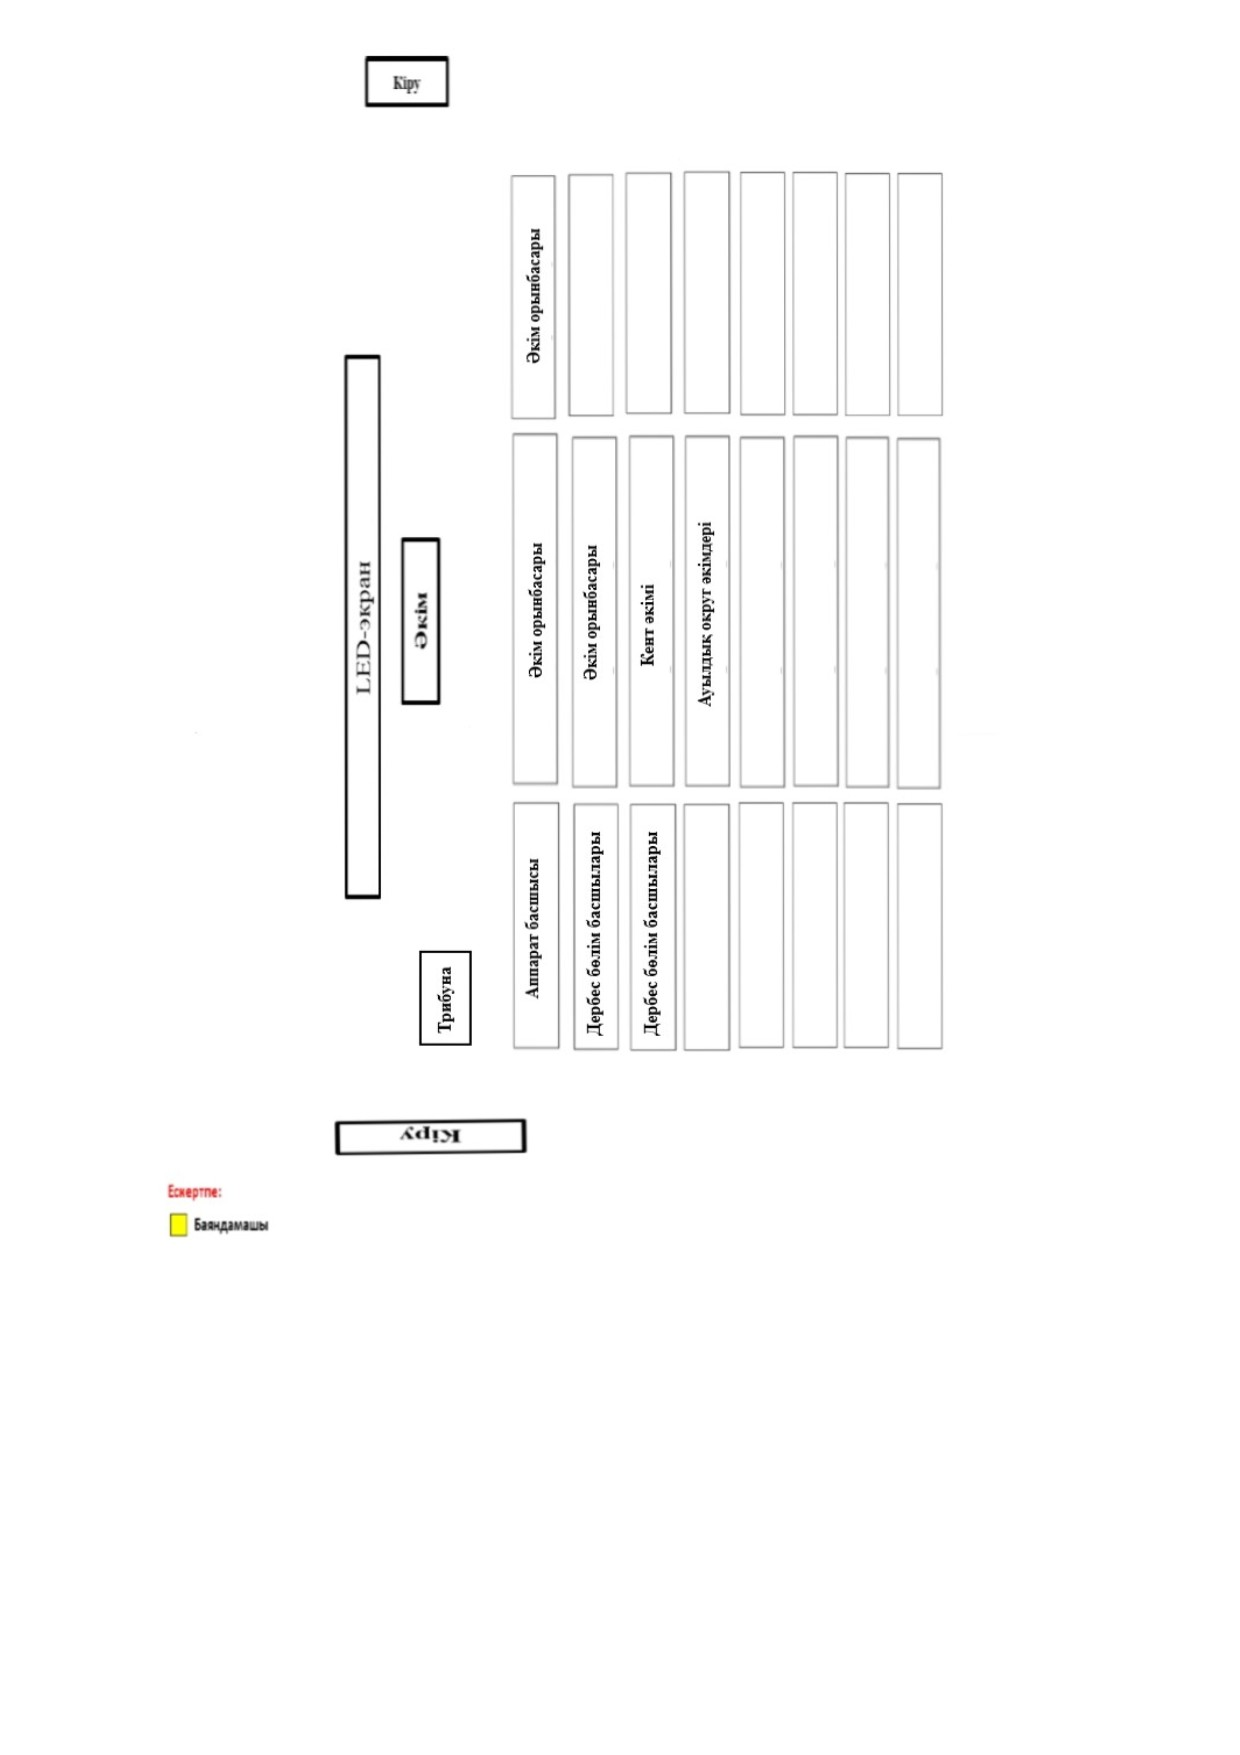 Кіру
LED-экран
Әкім
Трибуна
Әкім орынбасары
Әкім орынбасары
Аппарат басшысы
Әкім орынбасары
Дербес бөлім басшылары
Кент әкімі
Дербес бөлім басшылары
Ауылдық округ әкімдері
Кіру
Ескертпе:
Баяндамашы